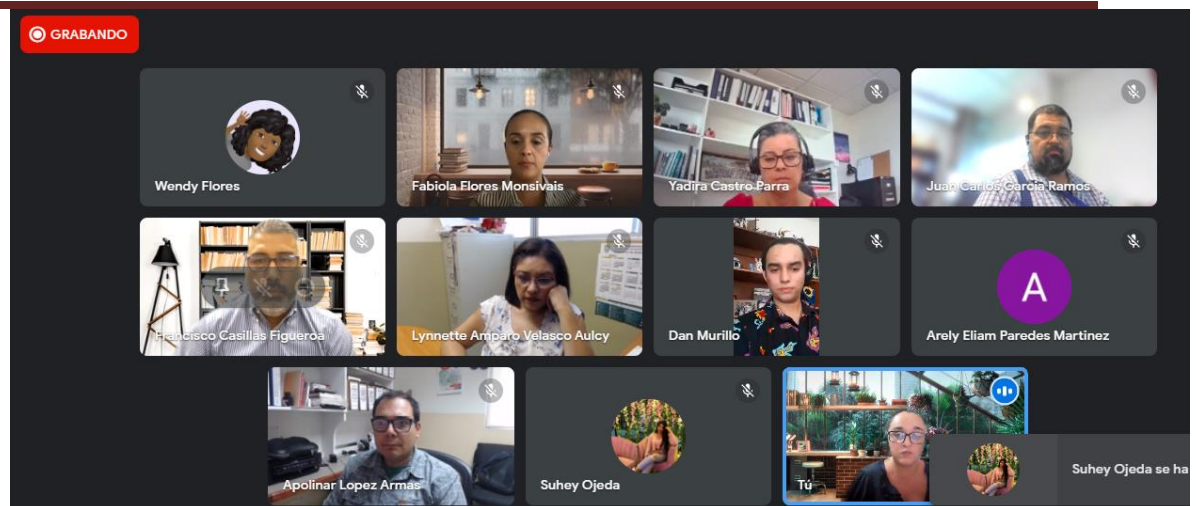 GRABANDO
Wendy Flores
Fabiola Flores Monsivais
Yadira Castro Parra
Juan Carlos Garcia Ramos
Francisco Casillas Figueroa
Lynnette Amparo Velasco Aulcy
Dan Murillo
A
Arely Eliam Paredes Martinez
Apolinar Lopez Armas
Suhey Ojeda
Tú
Suhey Ojeda se ha